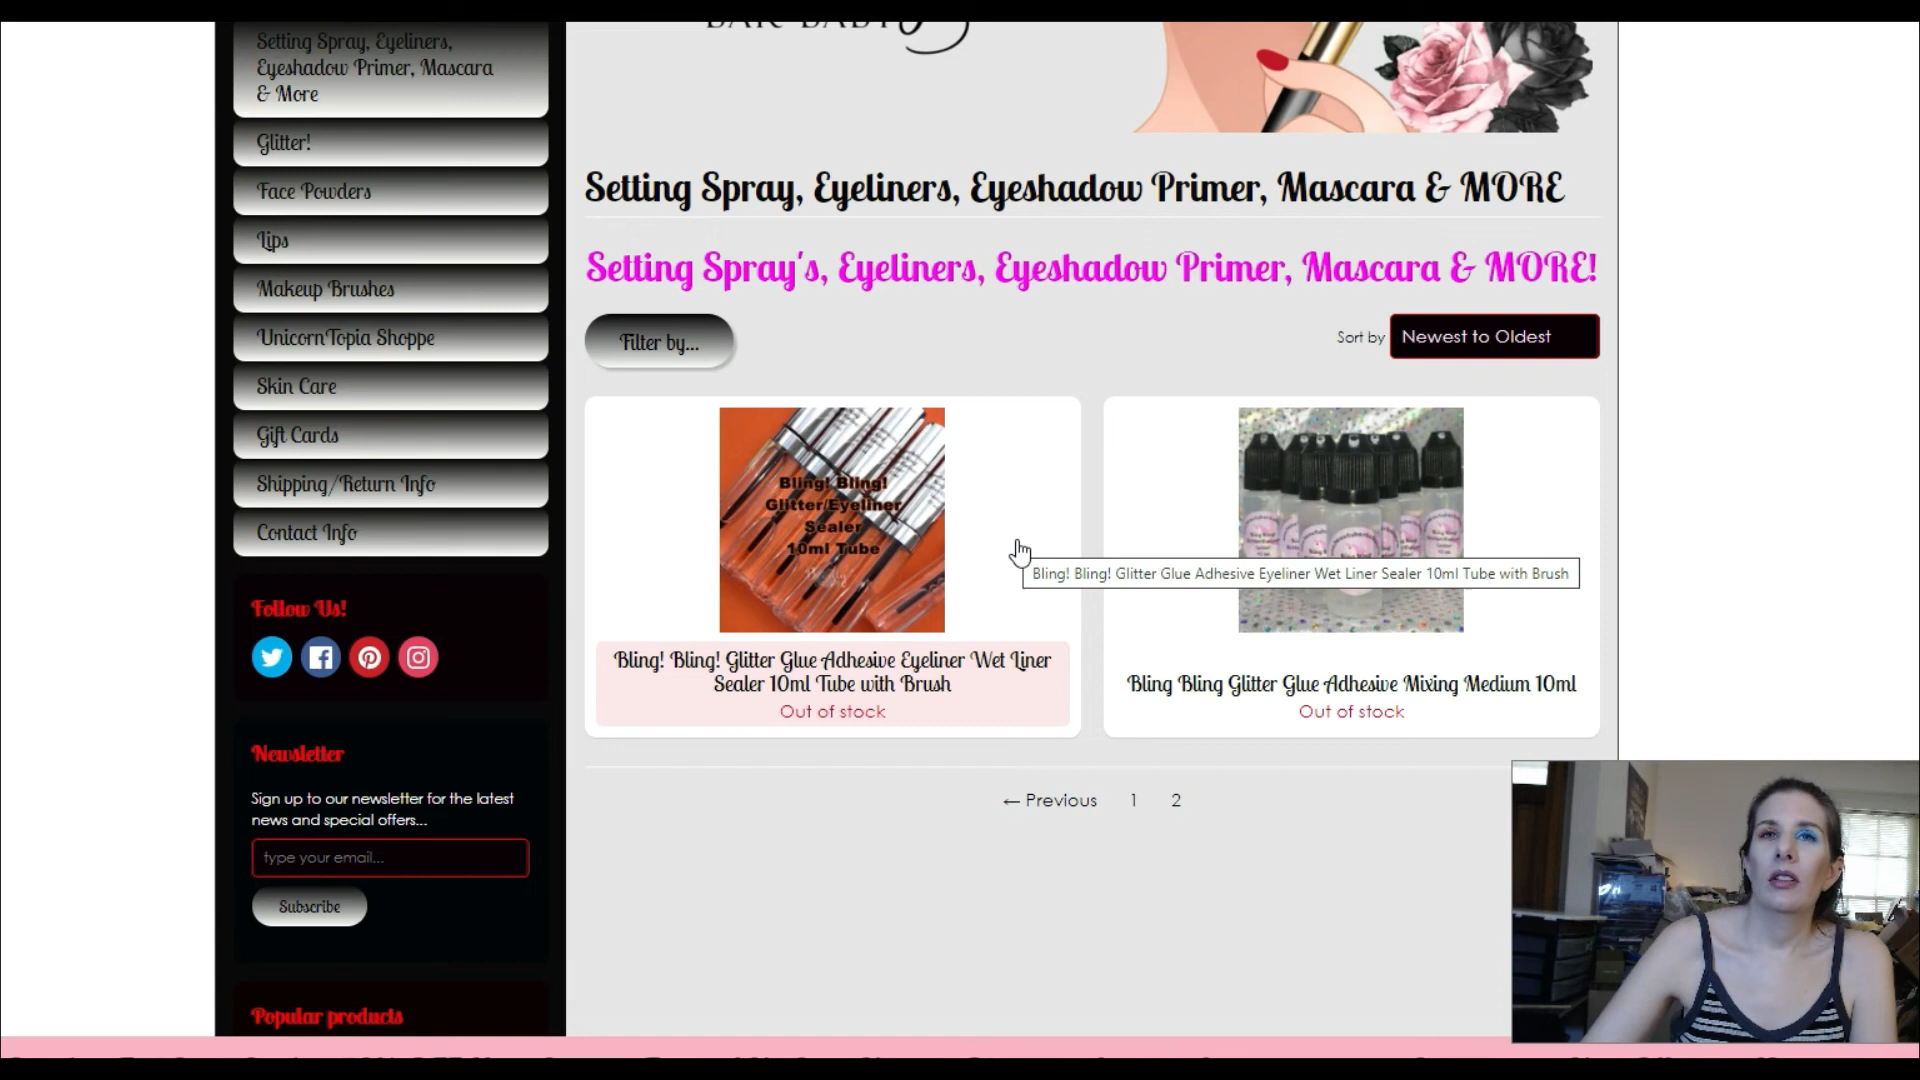 Setting Spray, Eyeliners,
Eyeshadow Primer, Mascara
& More
Glitter!
Face Powders
Lips
Makeup Brushes
UnicornTopia Shoppe
Skin Care
Gift Cards
Shipping/Return Info
Contact Info
Follow Us!
Newsletter
Sign up to our newsletter for the latest
news and special offers...
type your email...
Subscribe
Popular products
Setting Spray, Eyeliners, Eyeshadow Primer, Mascara & MORE
Setting Spray's, Eyeliners, Eyeshadow Primer, Mascara & MORE!
Filter by...
Sort by Newest to Oldest
Bling! Bling!
Glitter/Eyeliner
Sealer
10ml Tube
Bling! Bling! Glitter Glue Adhesive Eyeliner Wet Liner Sealer 10ml Tube with Brush
Bling! Bling! Glitter Glue Adhesive Eyeliner Wet Liner
Sealer 10ml Tube with Brush
Out of stock
Bling Bling Glitter Glue Adhesive Mixing Medium 10ml
Out of stock
← Previous 1 2